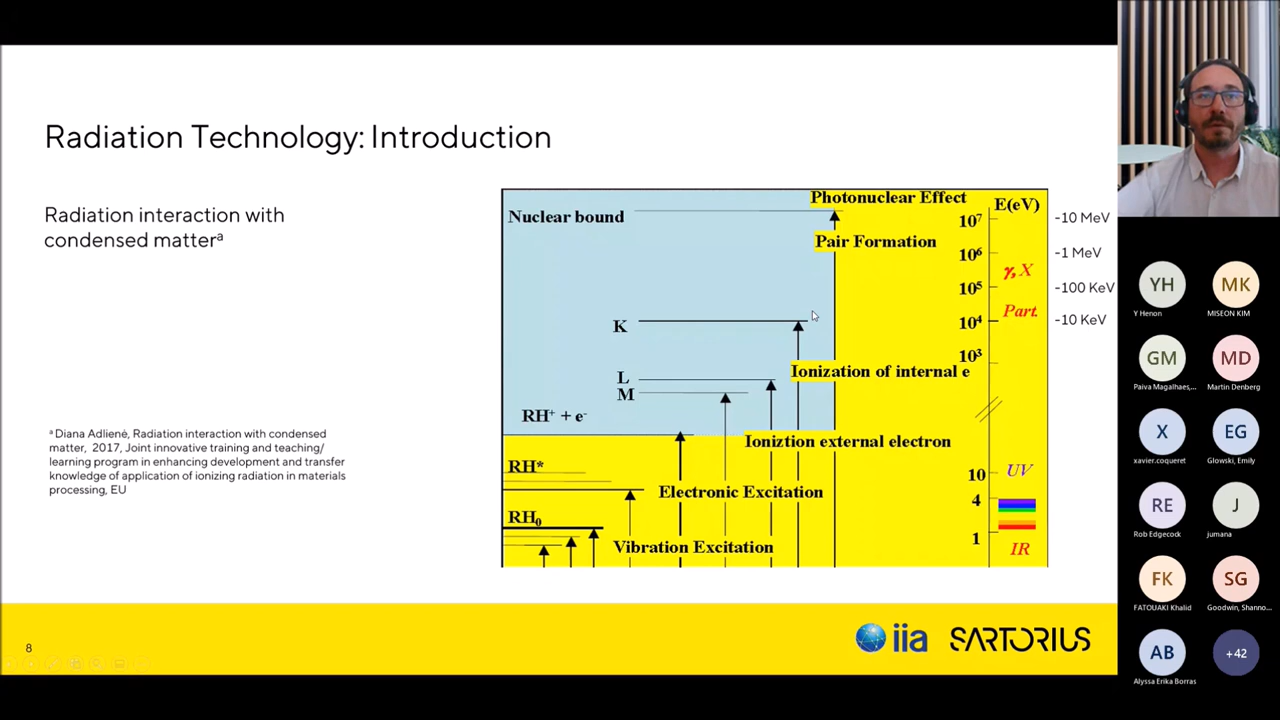 Radiation Technology: Introduction
Radiation interaction with
condensed matterᵃ
ᵃ Diana Adlienė, Radiation interaction with condensed
matter, 2017, Joint innovative training and teaching/
learning program in enhancing development and transfer
knowledge of application of ionizing radiation in materials
processing, EU
Photonuclear Effect
E(eV)
Nuclear bound
10⁷
-10 MeV
Pair Formation
10⁶
-1 MeV
γ, X
10⁵
-100 KeV
Part.
K
10⁴
-10 KeV
10³
Ionization of internal e
L
M
RH⁺ + e⁻
Ioniztion external electron
RH*
10
UV
Electronic Excitation
4
RH₀
1
Vibration Excitation
IR
8
iia
SARTORIUS
YH
Y Henon
MK
MISEON KIM
GM
Paiva Magalhaes,...
MD
Martin Denberg
X
xavier.coqueret
EG
Glowski, Emily
RE
Rob Edgecock
J
jumana
FK
FATOUAKI Khalid
SG
Goodwin, Shanno...
AB
Alyssa Erika Borras
+42